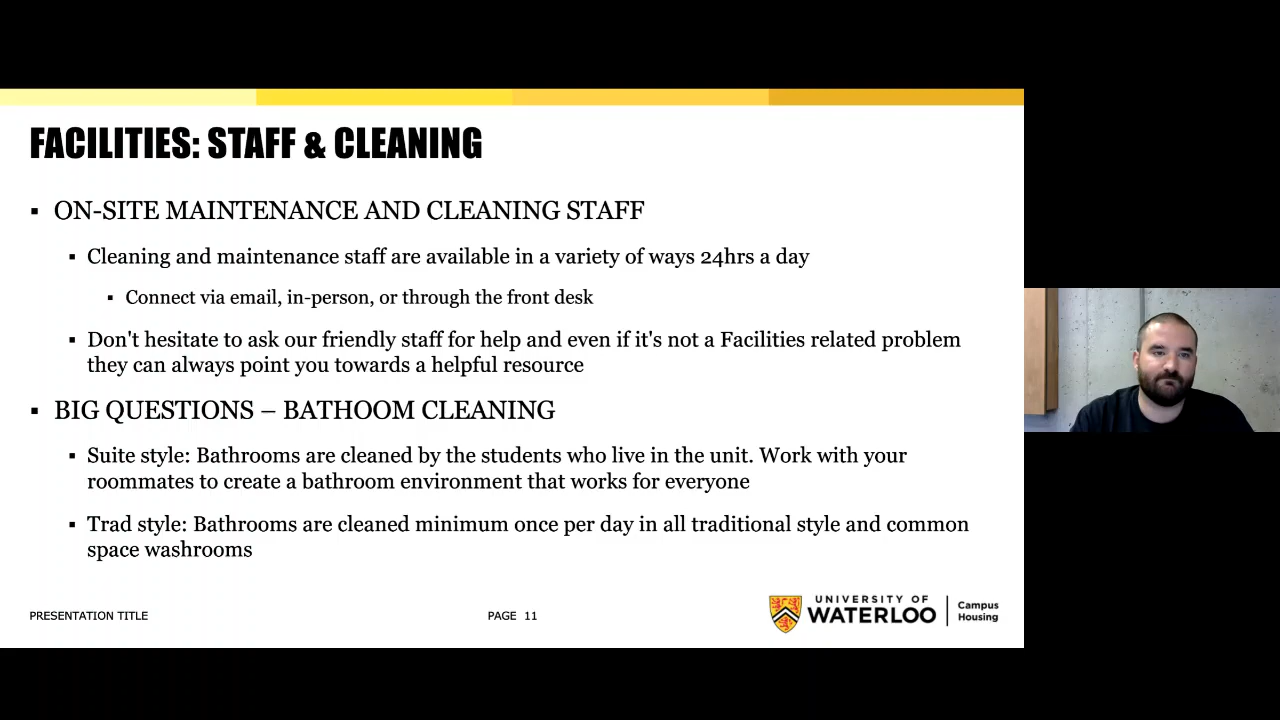 FACILITIES: STAFF & CLEANING
▪ ON-SITE MAINTENANCE AND CLEANING STAFF
▪ Cleaning and maintenance staff are available in a variety of ways 24hrs a day
▪ Connect via email, in-person, or through the front desk
▪ Don't hesitate to ask our friendly staff for help and even if it's not a Facilities related problem
they can always point you towards a helpful resource
▪ BIG QUESTIONS – BATHOOM CLEANING
▪ Suite style: Bathrooms are cleaned by the students who live in the unit. Work with your
roommates to create a bathroom environment that works for everyone
▪ Trad style: Bathrooms are cleaned minimum once per day in all traditional style and common
space washrooms
PRESENTATION TITLE
PAGE 11
UNIVERSITY OF
WATERLOO
Campus
Housing